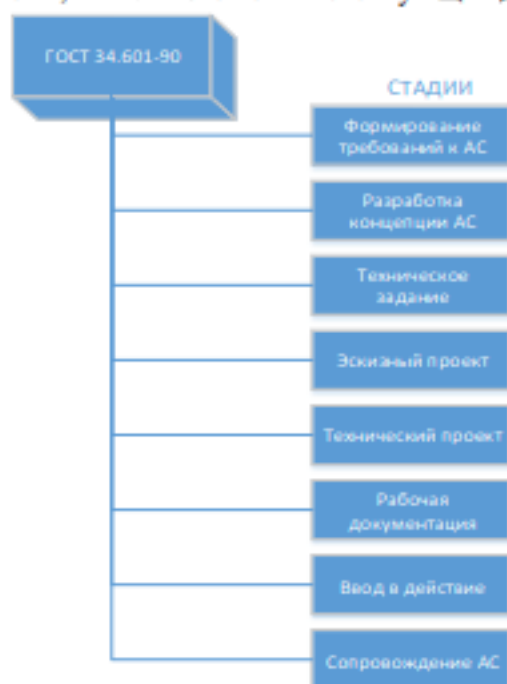 ГОСТ 34.601-90
СТАДИИ
Формирование
требований к АС
Разработка
концепции АС
Техническое
задание
Эскизный проект
Технический проект
Рабочая
документация
Ввод в действие
Сопровождение АС